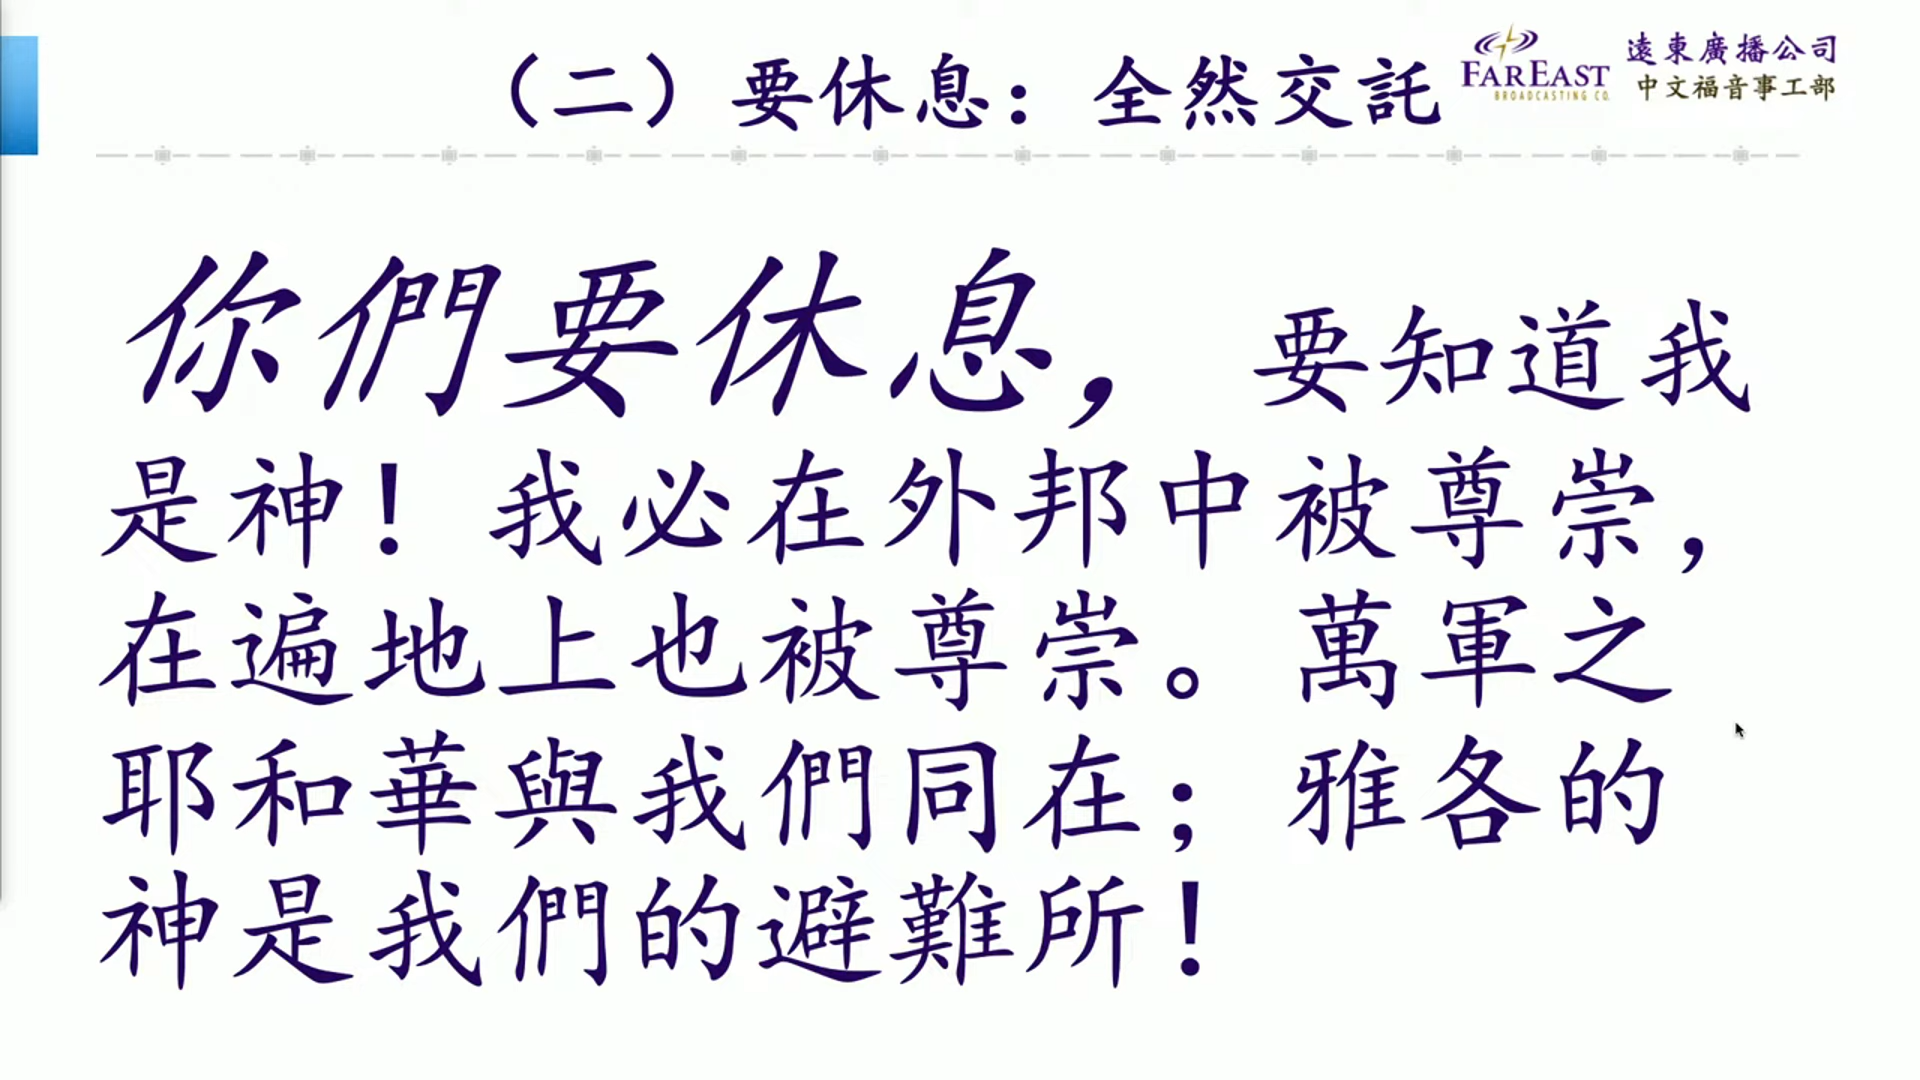 （二）要休息：全然交託
FAR EAST
BROADCASTING CO.
遠東廣播公司
中文福音事工部
你們要休息，要知道我
是神！我必在外邦中被尊崇，
在遍地上也被尊崇。萬軍之
耶和華與我們同在；雅各的
神是我們的避難所！